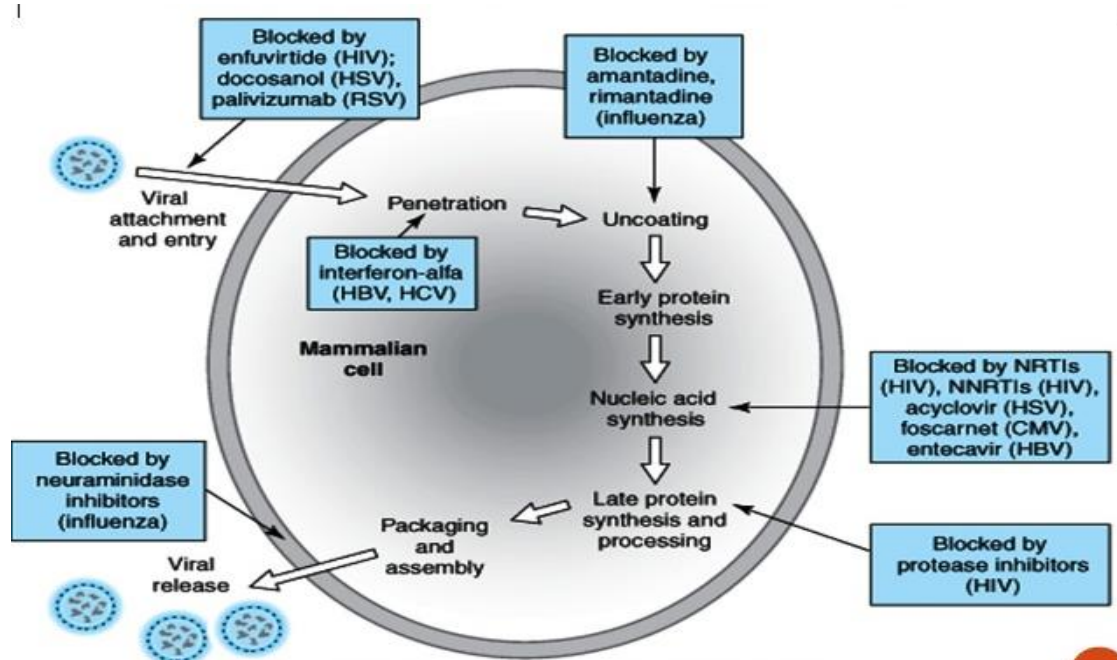 Blocked by
enfuvirtide (HIV);
docosanol (HSV),
palivizumab (RSV)
Blocked by
amantadine,
rimantadine
(influenza)
Viral
attachment
and entry
Penetration
Uncoating
Blocked by
interferon-alfa
(HBV, HCV)
Early protein
synthesis
Mammalian
cell
Nucleic acid
synthesis
Blocked by NRTIs
(HIV), NNRTIs (HIV),
acyclovir (HSV),
foscarnet (CMV),
entecavir (HBV)
Late protein
synthesis and
processing
Blocked by
protease inhibitors
(HIV)
Packaging
and
assembly
Blocked by
neuraminidase
inhibitors
(influenza)
Viral
release